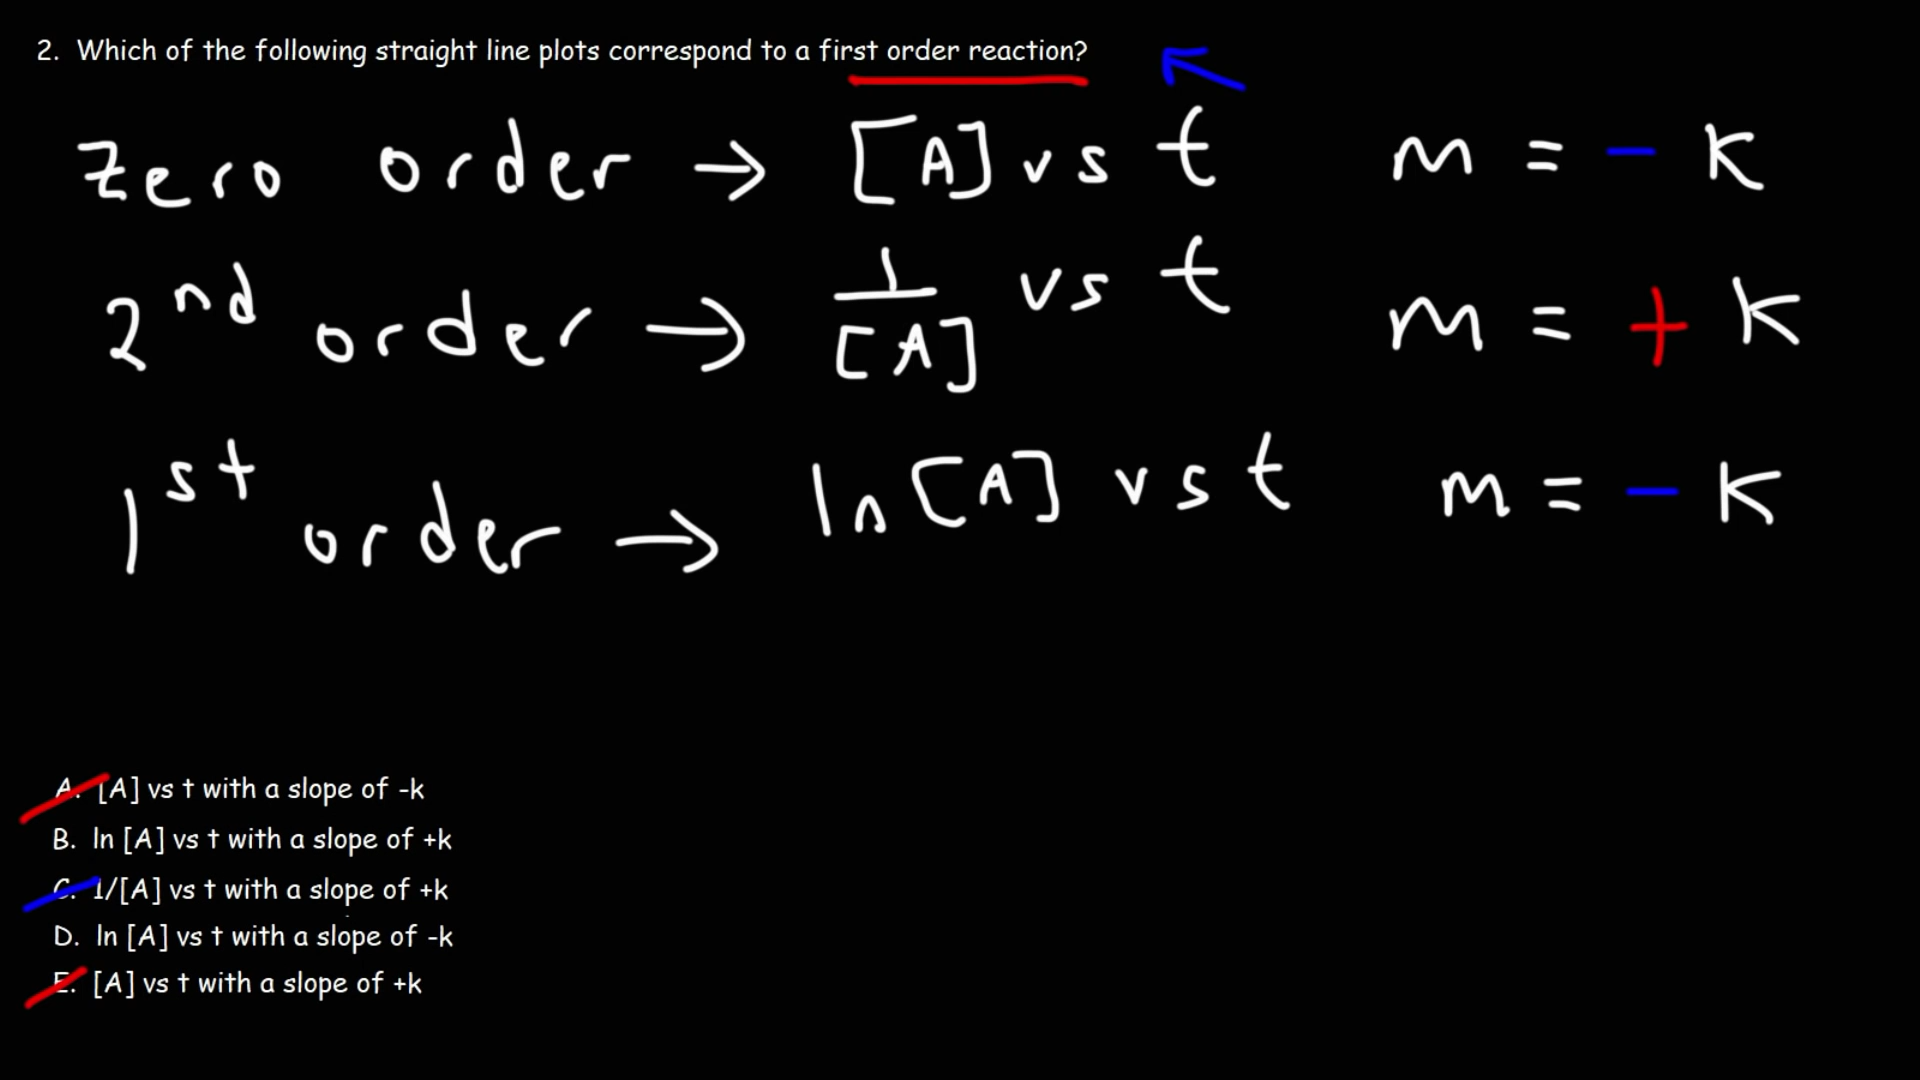 2. Which of the following straight line plots correspond to a first order reaction?
Zero order → [A] vs t m = - K
2nd order → 1/[A] vs t m = + K
1st order → ln [A] vs t m = - K
A. [A] vs t with a slope of -k
B. ln [A] vs t with a slope of +k
C. 1/[A] vs t with a slope of +k
D. ln [A] vs t with a slope of -k
E. [A] vs t with a slope of +k